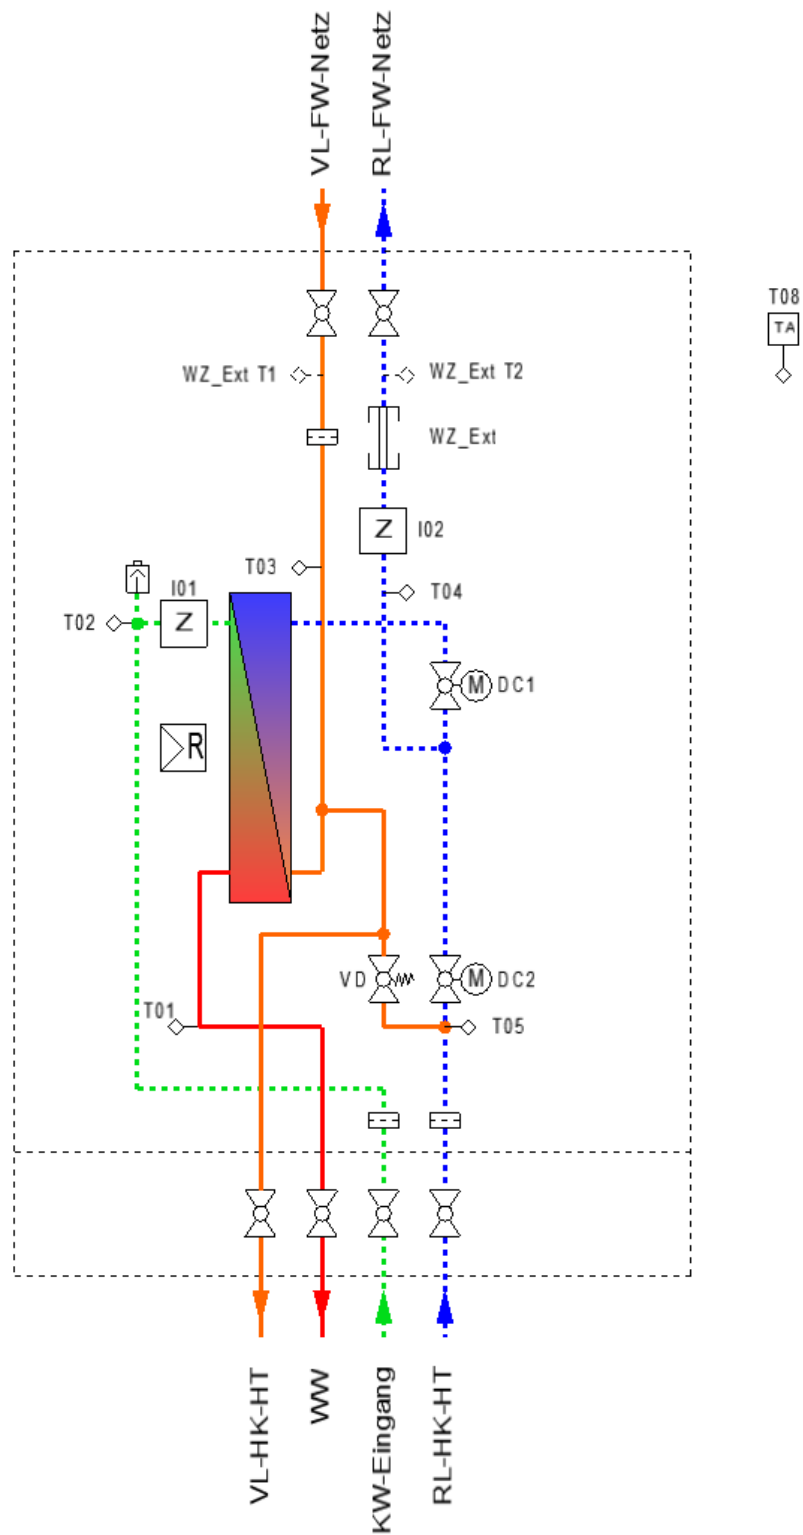 VL-FW-Netz
RL-FW-Netz
T08
TA
WZ_Ext T1
WZ_Ext T2
WZ_Ext
Z
I02
T03
T04
I01
T02
Z
M
DC1
R
VD
M
DC2
T01
T05
VL-HK-HT
WW
KW-Eingang
RL-HK-HT